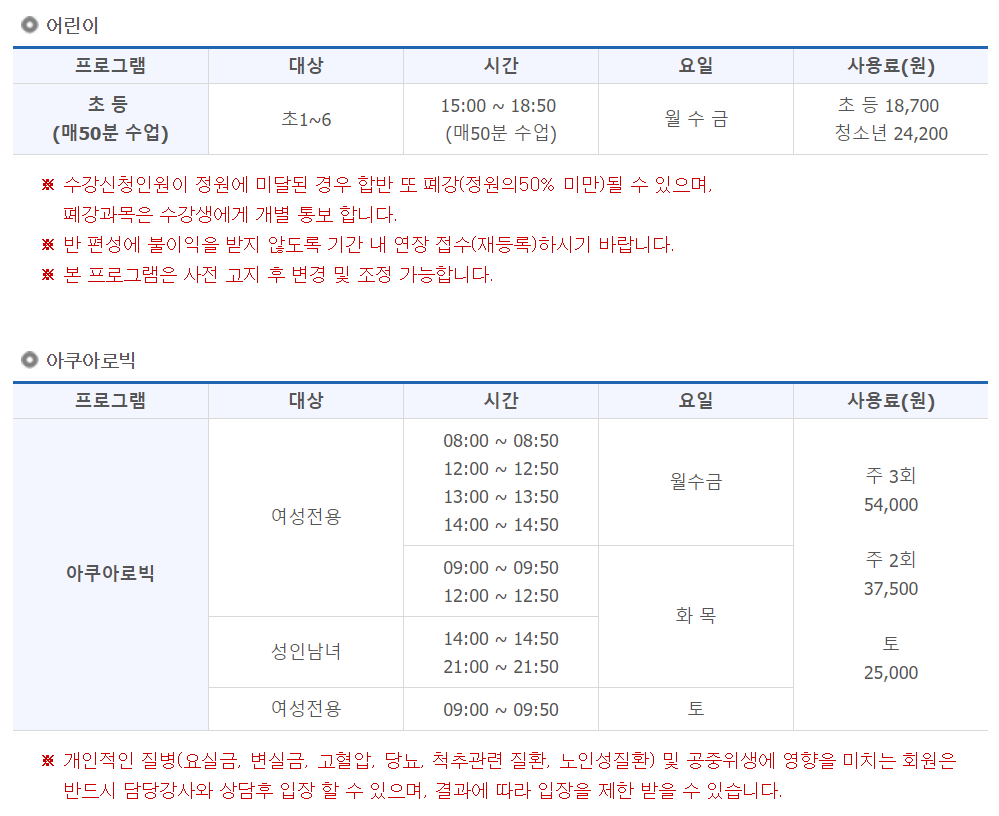 어린이
프로그램 대상 시간 요일 사용료(원)
초 등
(매50분 수업)
초1~6
15:00 ~ 18:50
(매50분 수업)
월 수 금
초 등 18,700
청소년 24,200
※ 수강신청인원이 정원에 미달된 경우 합반 또 폐강(정원의50% 미만)될 수 있으며,
폐강과목은 수강생에게 개별 통보 합니다.
※ 반 편성에 불이익을 받지 않도록 기간 내 연장 접수(재등록)하시기 바랍니다.
※ 본 프로그램은 사전 고지 후 변경 및 조정 가능합니다.
아쿠아로빅
프로그램 대상 시간 요일 사용료(원)
아쿠아로빅
여성전용
08:00 ~ 08:50
12:00 ~ 12:50
13:00 ~ 13:50
14:00 ~ 14:50
월수금
09:00 ~ 09:50
12:00 ~ 12:50
화 목
성인남녀
14:00 ~ 14:50
21:00 ~ 21:50
여성전용
09:00 ~ 09:50
토
주 3회
54,000
주 2회
37,500
토
25,000
※ 개인적인 질병(요실금, 변실금, 고혈압, 당뇨, 척추관련 질환, 노인성질환) 및 공중위생에 영향을 미치는 회원은
반드시 담당강사와 상담후 입장 할 수 있으며, 결과에 따라 입장을 제한 받을 수 있습니다.